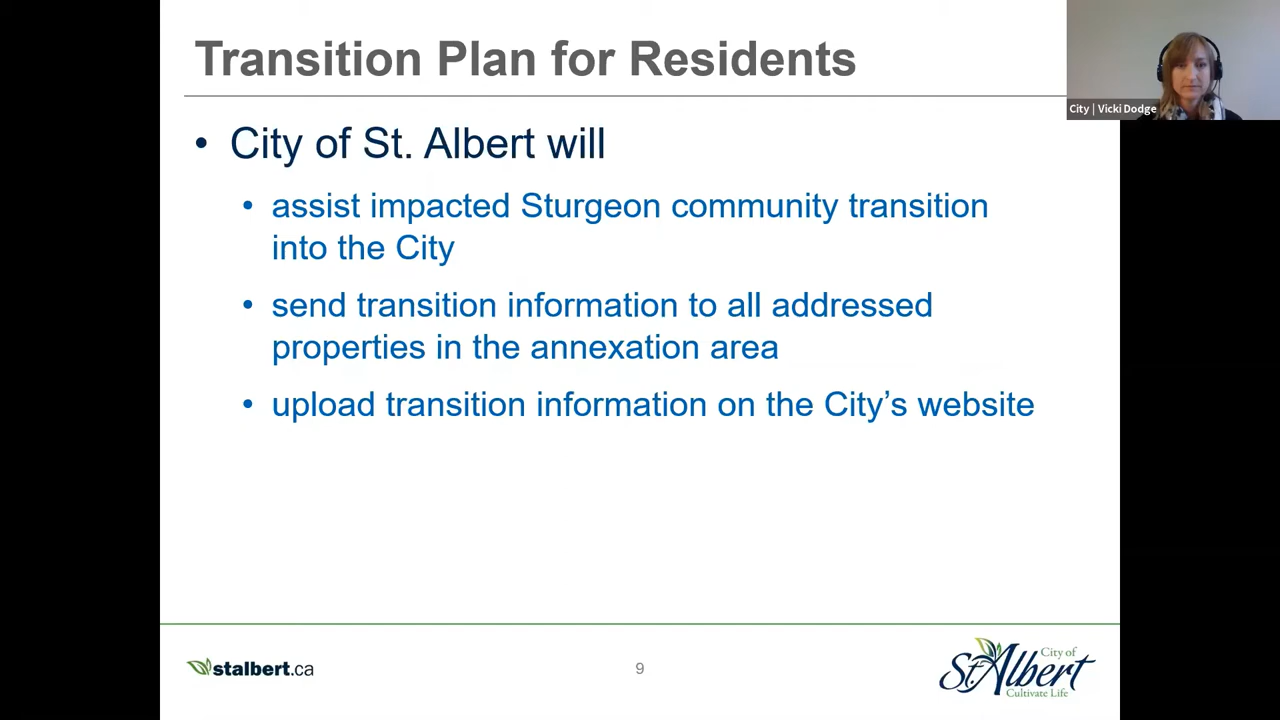 Transition Plan for Residents
City | Vicki Dodge
• City of St. Albert will
• assist impacted Sturgeon community transition
into the City
• send transition information to all addressed
properties in the annexation area
• upload transition information on the City’s website
stalbert.ca
9
City of
St. Albert
Cultivate Life